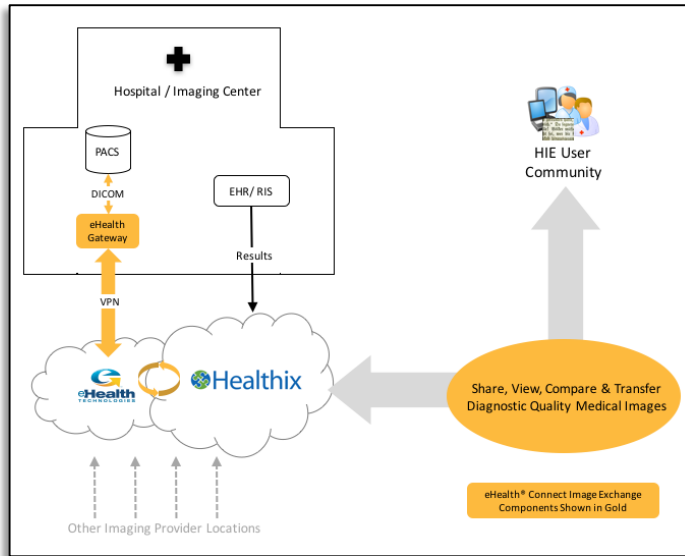 Hospital / Imaging Center
PACS
DICOM
eHealth
Gateway
EHR/ RIS
Results
VPN
eHealth
TECHNOLOGIES
Healthix
Other Imaging Provider Locations
HIE User
Community
Share, View, Compare & Transfer
Diagnostic Quality Medical Images
eHealth® Connect Image Exchange
Components Shown in Gold